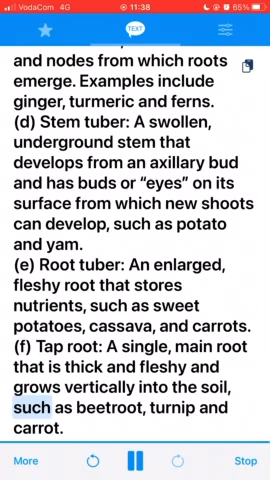 VodaCom 4G 11:38 65%
TEXT
and nodes from which roots
emerge. Examples include
ginger, turmeric and ferns.
(d) Stem tuber: A swollen,
underground stem that
develops from an axillary bud
and has buds or “eyes” on its
surface from which new shoots
can develop, such as potato
and yam.
(e) Root tuber: An enlarged,
fleshy root that stores
nutrients, such as sweet
potatoes, cassava, and carrots.
(f) Tap root: A single, main root
that is thick and fleshy and
grows vertically into the soil,
such as beetroot, turnip and
carrot.
More Stop